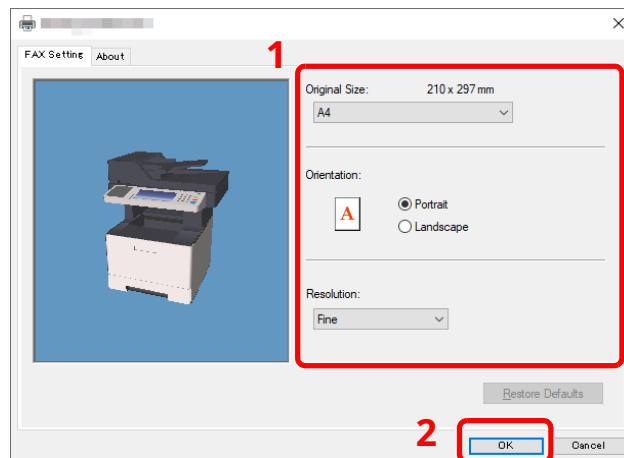 FAX Setting About
1
Original Size: 210 x 297 mm
A4
Orientation:
A
Portrait
Landscape
Resolution:
Fine
Restore Defaults
2
OK Cancel